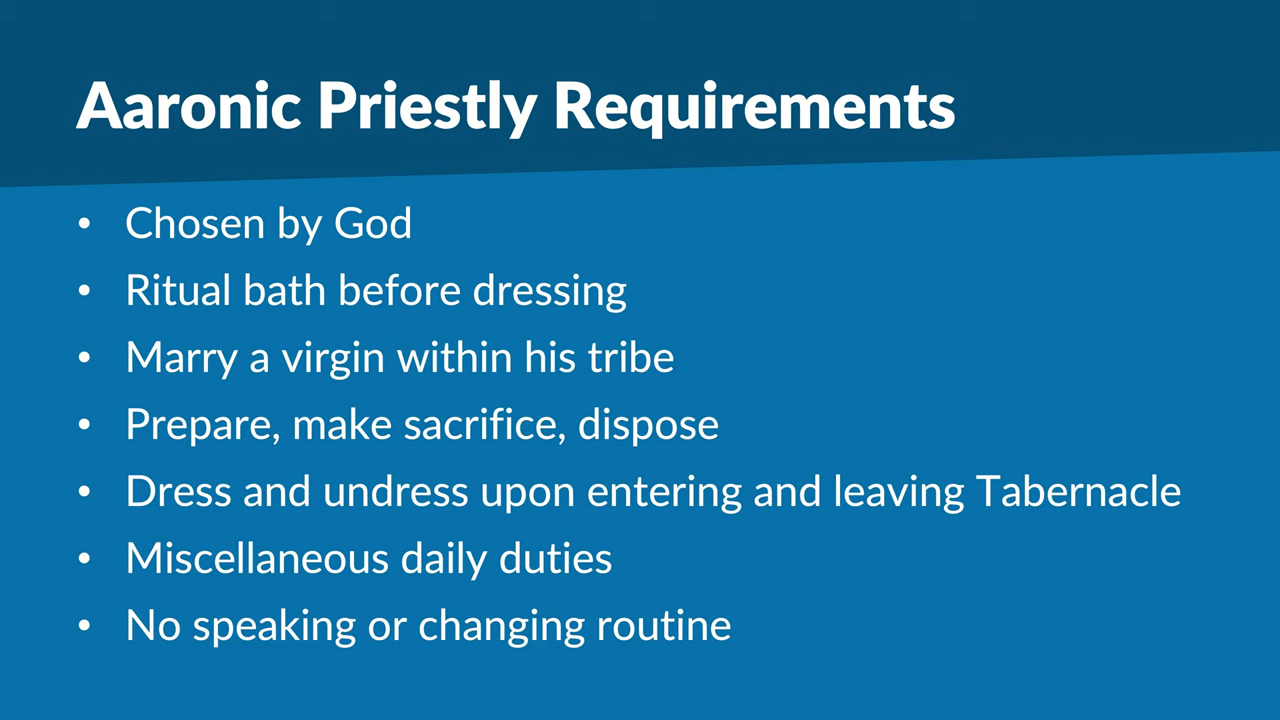 Aaronic Priestly Requirements
• Chosen by God
• Ritual bath before dressing
• Marry a virgin within his tribe
• Prepare, make sacrifice, dispose
• Dress and undress upon entering and leaving Tabernacle
• Miscellaneous daily duties
• No speaking or changing routine